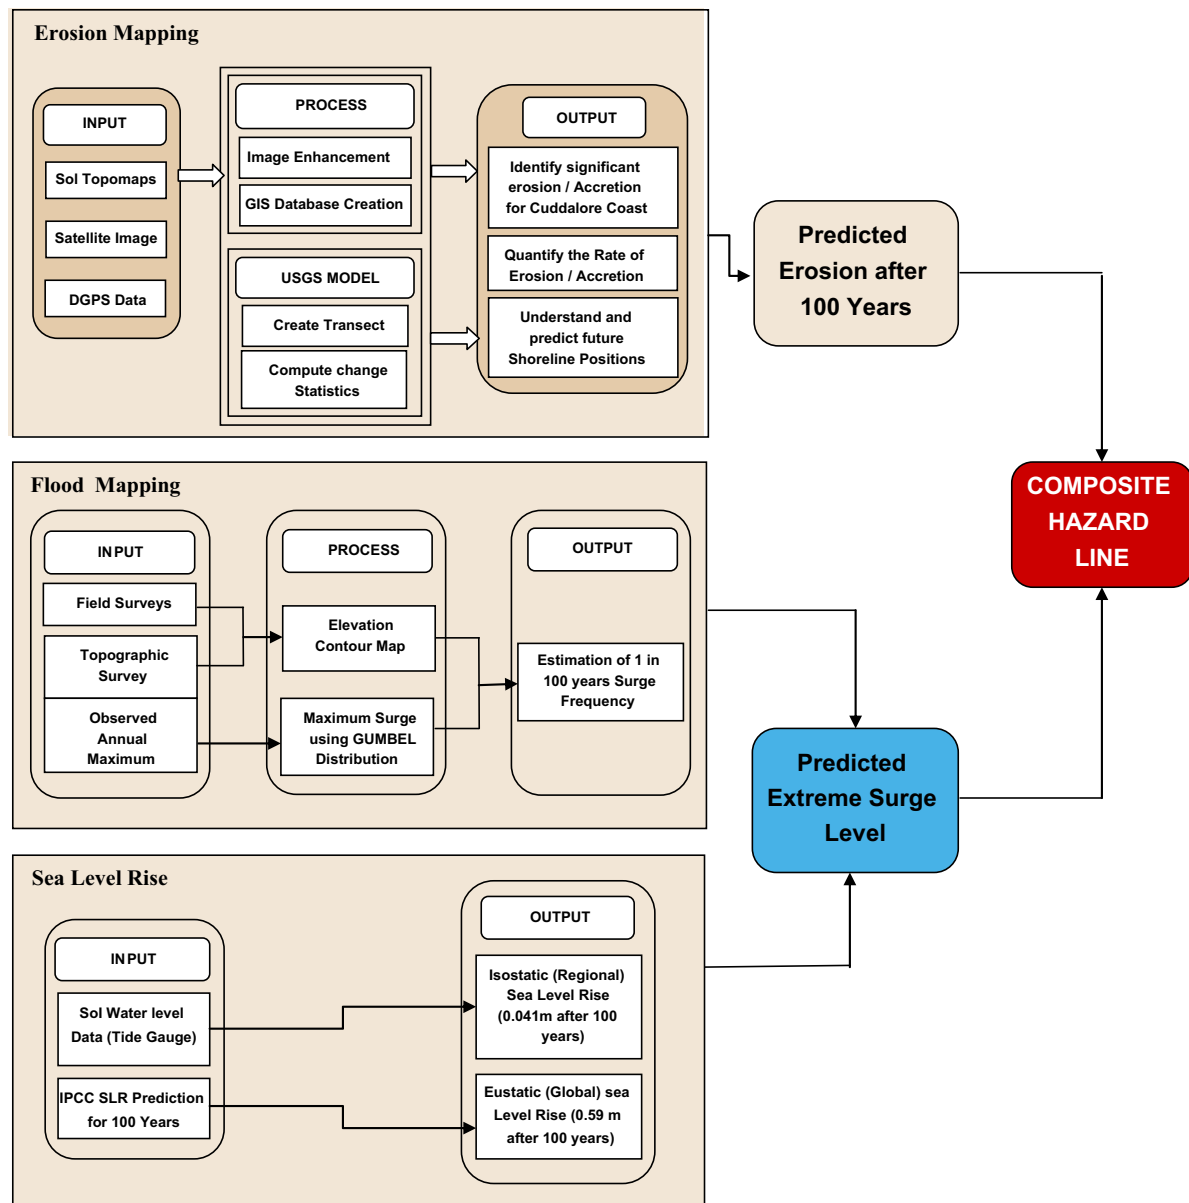 Erosion Mapping
INPUT
SoI Topomaps
Satellite Image
DGPS Data
PROCESS
Image Enhancement
GIS Database Creation
USGS MODEL
Create Transect
Compute change
Statistics
OUTPUT
Identify significant
erosion / Accretion
for Cuddalore Coast
Quantify the Rate of
Erosion / Accretion
Understand and
predict future
Shoreline Positions
Predicted
Erosion after
100 Years
COMPOSITE
HAZARD
LINE
Flood Mapping
INPUT
Field Surveys
Topographic
Survey
Observed
Annual
Maximum
PROCESS
Elevation
Contour Map
Maximum Surge
using GUMBEL
Distribution
OUTPUT
Estimation of 1 in
100 years Surge
Frequency
Predicted
Extreme Surge
Level
Sea Level Rise
INPUT
SoI Water level
Data (Tide Gauge)
IPCC SLR Prediction
for 100 Years
OUTPUT
Isostatic (Regional)
Sea Level Rise
(0.041m after 100
years)
Eustatic (Global) sea
Level Rise (0.59 m
after 100 years)